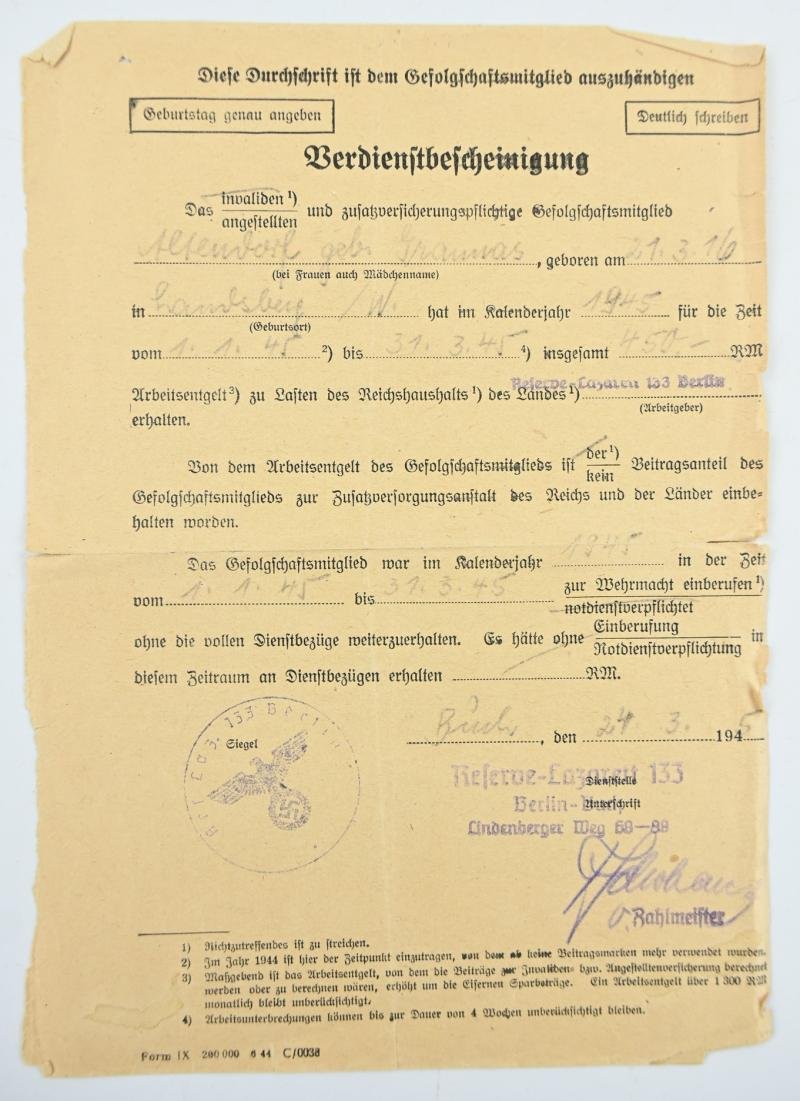 Diese Durchschrift ist dem Gefolgschaftsmitglied auszuhändigen
Geburtstag genau angeben
Deutlich schreiben
Verdienstbescheinigung
Das invaliden¹) / angestellten und zusatzversicherungspflichtige Gefolgschaftsmitglied
Altendorf geb., geboren am 21.3.16
(bei Frauen auch Mädchenname)
in Landsberg /W. hat im Kalenderjahr 1945 für die Zeit
(Geburtsort)
vom 1.1.45 ²) bis 31.3.45 ⁴) insgesamt 450,- RM
Reserve-Lazarett 133 Berlin
Arbeitsentgelt³) zu Lasten des Reichshaushalts¹) des Landes¹)
(Arbeitgeber)
erhalten.
Von dem Arbeitsentgelt des Gefolgschaftsmitglieds ist der¹) / kein Beitragsanteil des
Gefolgschaftsmitglieds zur Zusatzversorgungsanstalt des Reichs und der Länder einbe=
halten worden.
Das Gefolgschaftsmitglied war im Kalenderjahr 1945 in der Zeit
vom 1.1.45 bis 31.3.45 zur Wehrmacht einberufen¹) / notdienstverpflichtet
ohne die vollen Dienstbezüge weiterzuerhalten. Es hätte ohne Einberufung / Notdienstverpflichtung in
diesem Zeitraum an Dienstbezügen erhalten RM.
Buch, den 24.3. 1945
Siegel
Res. Laz. 133 Berlin
Reserve-Lazarett 133
Dienststelle
Berlin-Buch
Unterschrift
Lindenberger Weg
Zahlmeister
1) Nichtzutreffendes ist zu streichen.
2) Im Jahr 1944 ist hier der Zeitpunkt einzutragen, von dem ab keine Beitragsmarken mehr verwendet wurden.
3) Maßgebend ist das Arbeitsentgelt, von dem die Beiträge zur Invaliden- bzw. Angestelltenversicherung berechnet
werden oder zu berechnen wären, erhöht um die Eisernen Sparbeträge. Ein Arbeitsentgelt über 1 300 RM
monatlich bleibt unberücksichtigt.
4) Arbeitsunterbrechungen können bis zur Dauer von 4 Wochen unberücksichtigt bleiben.
Form IX 200 000 6 44 C/0038